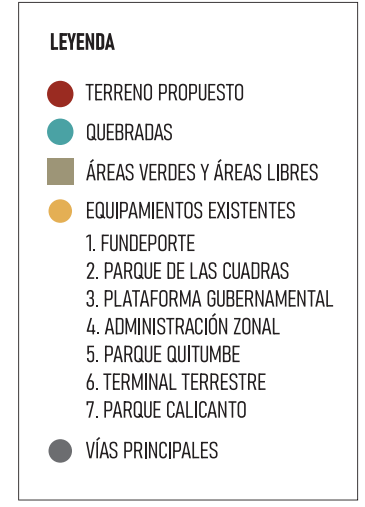 LEYENDA
TERRENO PROPUESTO
QUEBRADAS
ÁREAS VERDES Y ÁREAS LIBRES
EQUIPAMIENTOS EXISTENTES
1. FUNDEPORTE
2. PARQUE DE LAS CUADRAS
3. PLATAFORMA GUBERNAMENTAL
4. ADMINISTRACIÓN ZONAL
5. PARQUE QUITUMBE
6. TERMINAL TERRESTRE
7. PARQUE CALICANTO
VÍAS PRINCIPALES